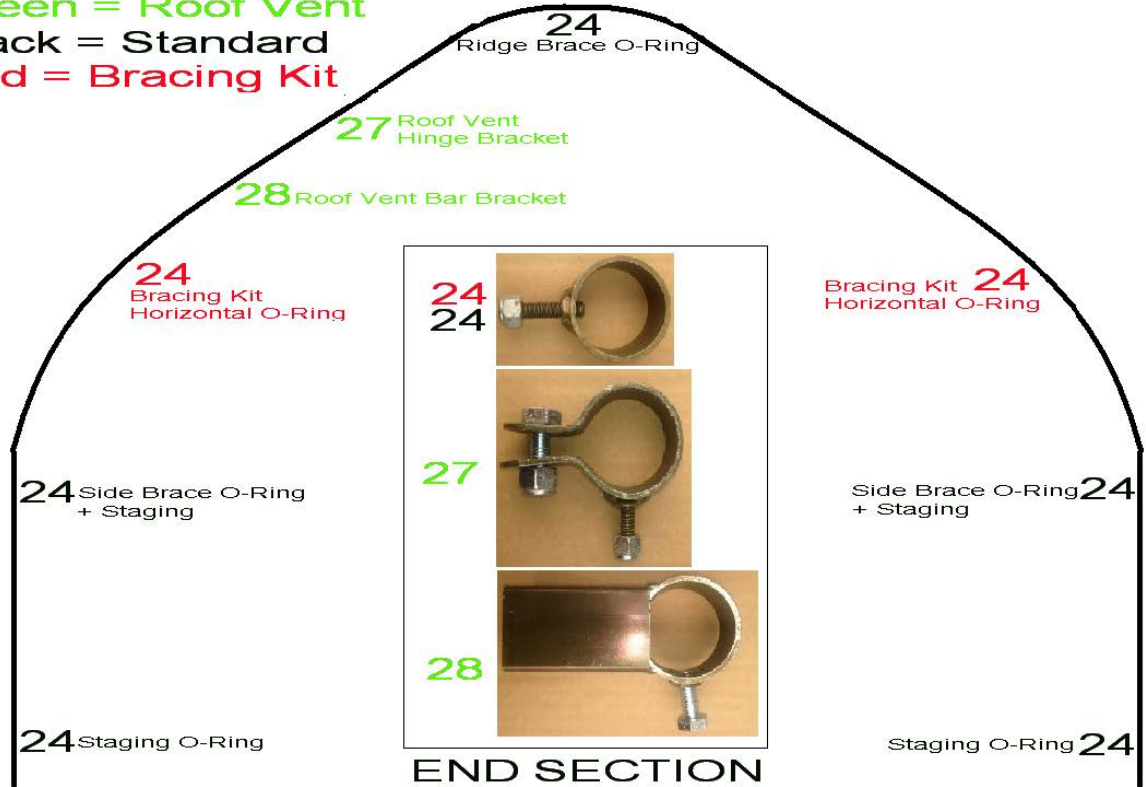 een = Roof Vent
ack = Standard
d = Bracing Kit
24
Ridge Brace O-Ring
27 Roof Vent
Hinge Bracket
28 Roof Vent Bar Bracket
24
Bracing Kit
Horizontal O-Ring
Bracing Kit 24
Horizontal O-Ring
24
24
27
28
24 Side Brace O-Ring
+ Staging
Side Brace O-Ring 24
+ Staging
24 Staging O-Ring
Staging O-Ring 24
END SECTION